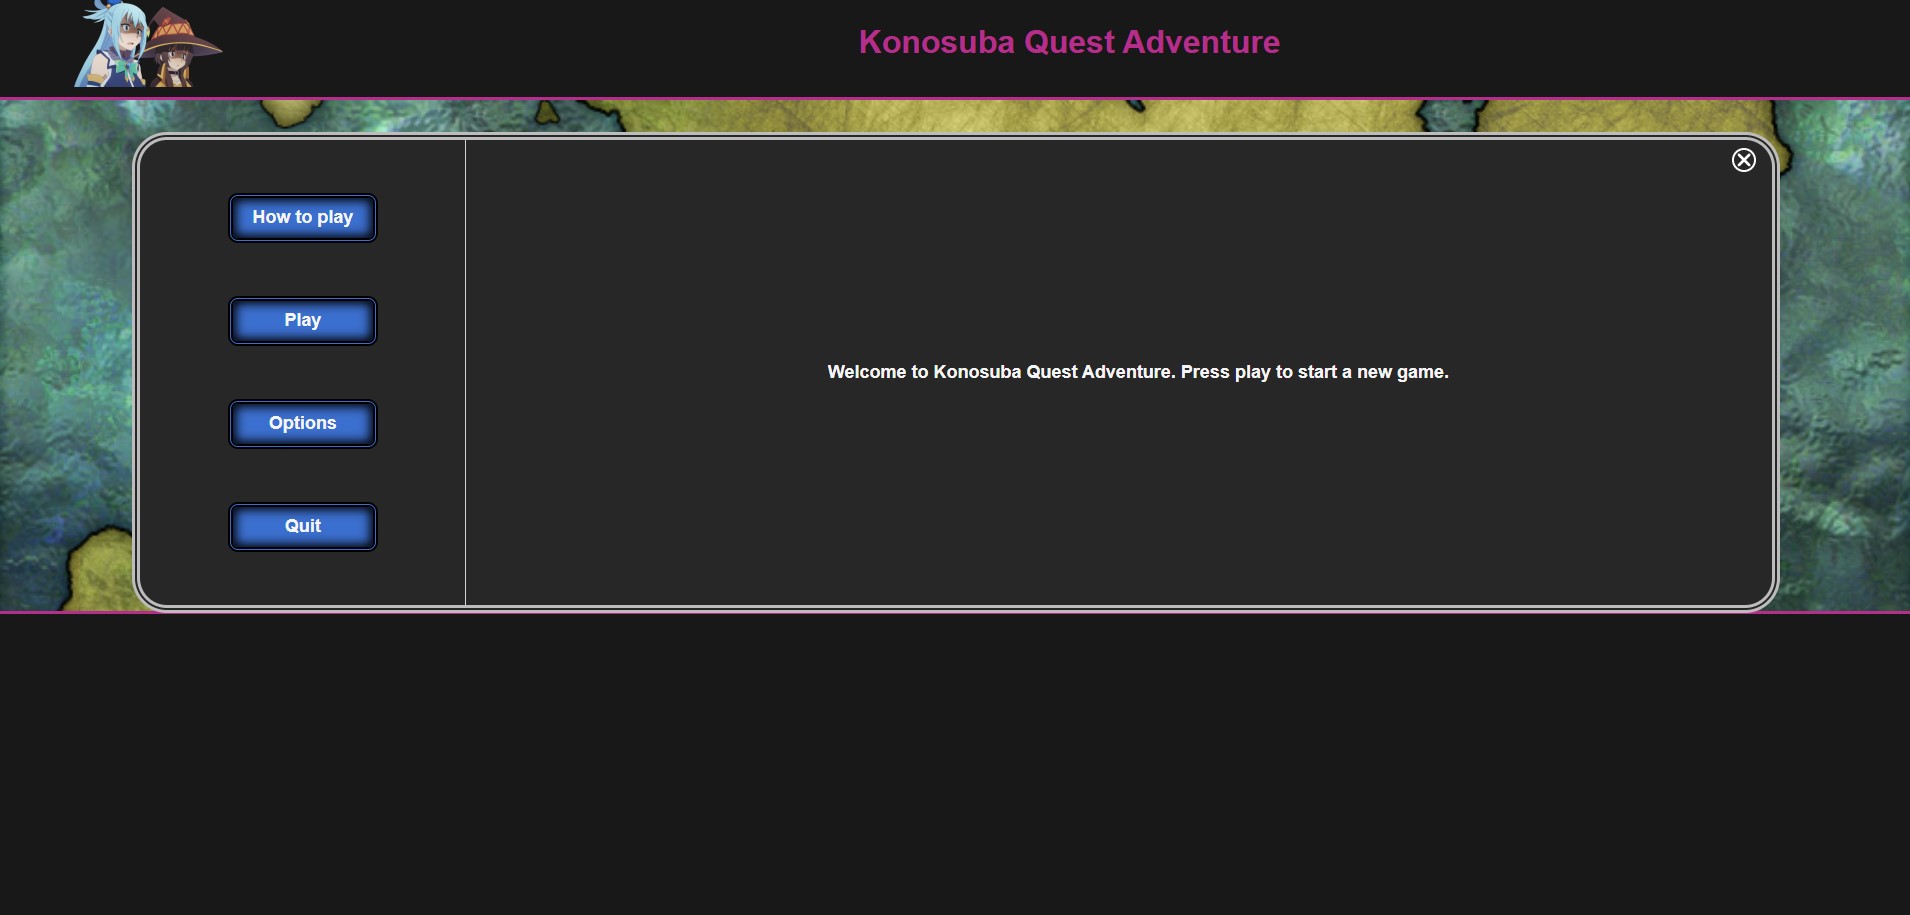 Konosuba Quest Adventure
How to play
Play
Options
Quit
Welcome to Konosuba Quest Adventure. Press play to start a new game.